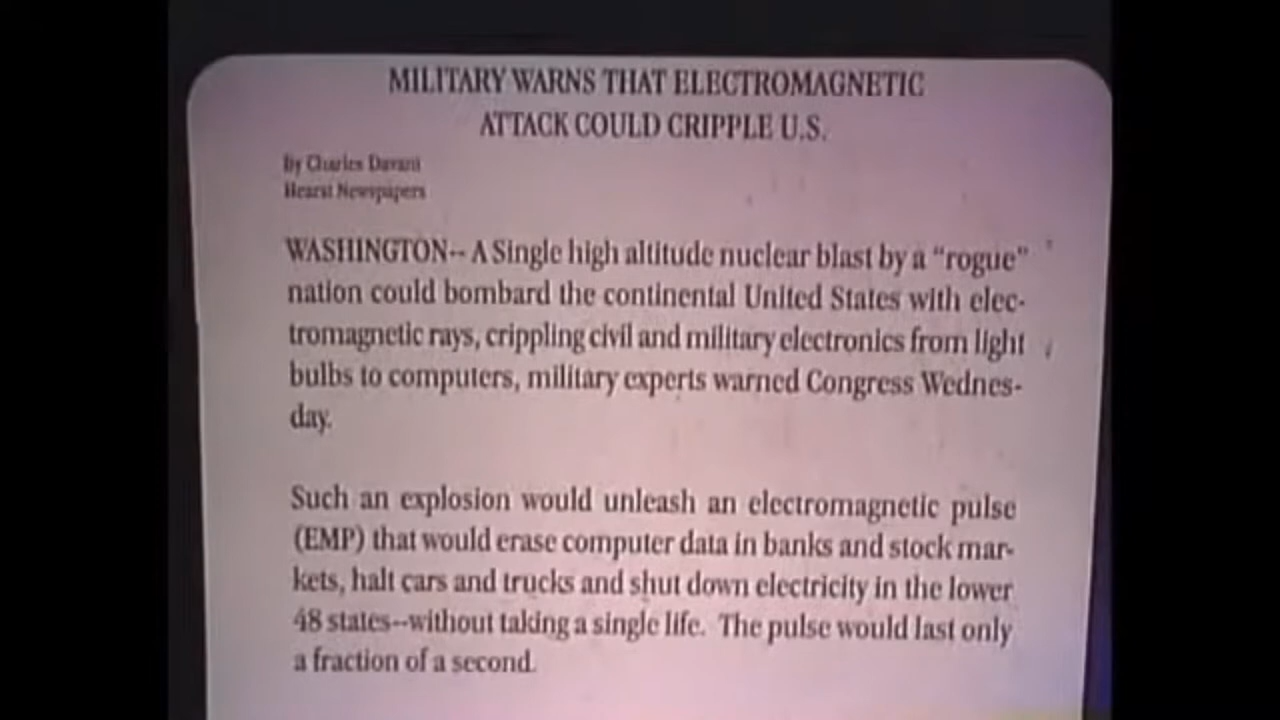 MILITARY WARNS THAT ELECTROMAGNETIC
ATTACK COULD CRIPPLE U.S.
By Charles
Hearst Newspapers
WASHINGTON-- A Single high altitude nuclear blast by a “rogue”
nation could bombard the continental United States with elec-
tromagnetic rays, crippling civil and military electronics from light
bulbs to computers, military experts warned Congress Wednes-
day.
Such an explosion would unleash an electromagnetic pulse
(EMP) that would erase computer data in banks and stock mar-
kets, halt cars and trucks and shut down electricity in the lower
48 states--without taking a single life. The pulse would last only
a fraction of a second.